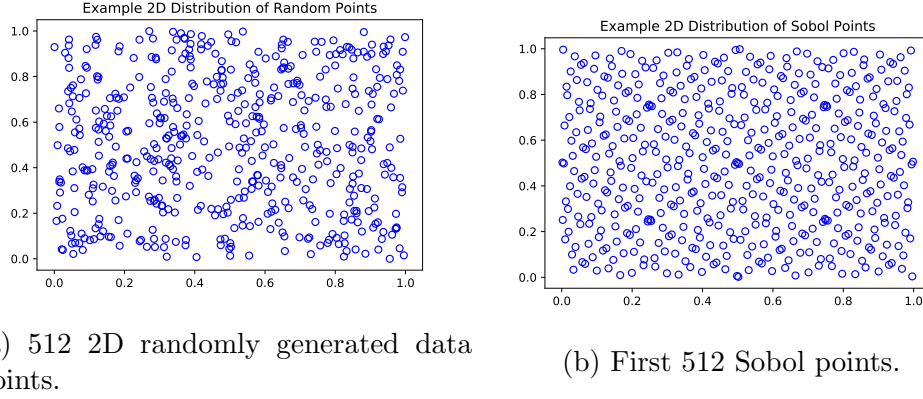 Example 2D Distribution of Random Points
1.0
0.8
0.6
0.4
0.2
0.0
0.0 0.2 0.4 0.6 0.8 1.0
) 512 2D randomly generated data
oints.
Example 2D Distribution of Sobol Points
1.0
0.8
0.6
0.4
0.2
0.0
0.0 0.2 0.4 0.6 0.8 1.0
(b) First 512 Sobol points.